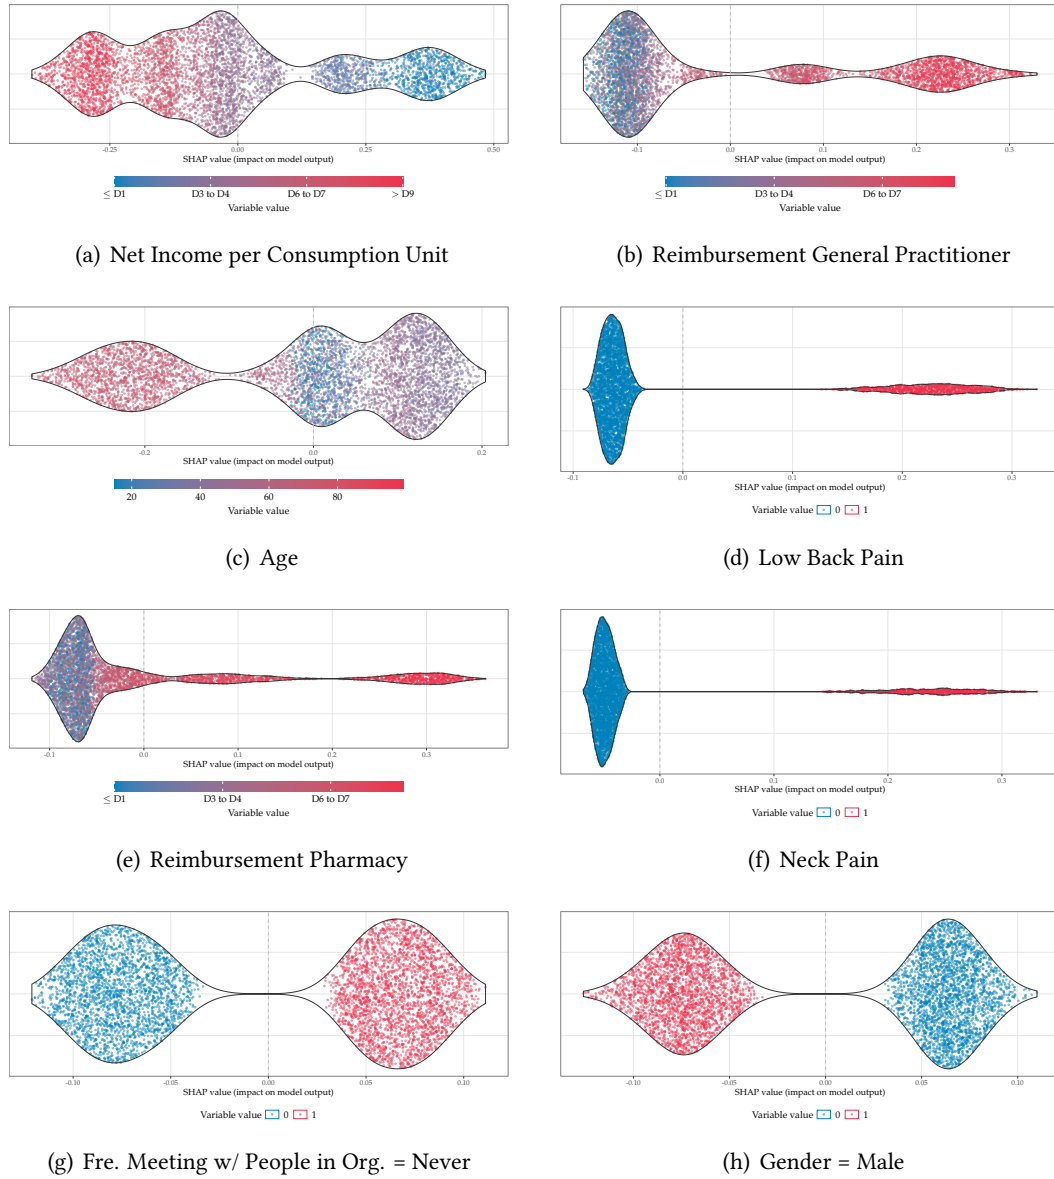 -0.25 0.00 0.25 0.50
SHAP value (impact on model output)
≤ D1 D3 to D4 D6 to D7 > D9
Variable value
(a) Net Income per Consumption Unit
-0.1 0.0 0.1 0.2 0.3
SHAP value (impact on model output)
≤ D1 D3 to D4 D6 to D7
Variable value
(b) Reimbursement General Practitioner
-0.2 0.0 0.2
SHAP value (impact on model output)
20 40 60 80
Variable value
(c) Age
-0.1 0.0 0.1 0.2 0.3
SHAP value (impact on model output)
Variable value 0 1
(d) Low Back Pain
-0.1 0.0 0.1 0.2 0.3
SHAP value (impact on model output)
≤ D1 D3 to D4 D6 to D7
Variable value
(e) Reimbursement Pharmacy
0.0 0.1 0.2 0.3
SHAP value (impact on model output)
Variable value 0 1
(f) Neck Pain
-0.10 -0.05 0.00 0.05 0.10
SHAP value (impact on model output)
Variable value 0 1
(g) Fre. Meeting w/ People in Org. = Never
-0.10 -0.05 0.00 0.05 0.10
SHAP value (impact on model output)
Variable value 0 1
(h) Gender = Male